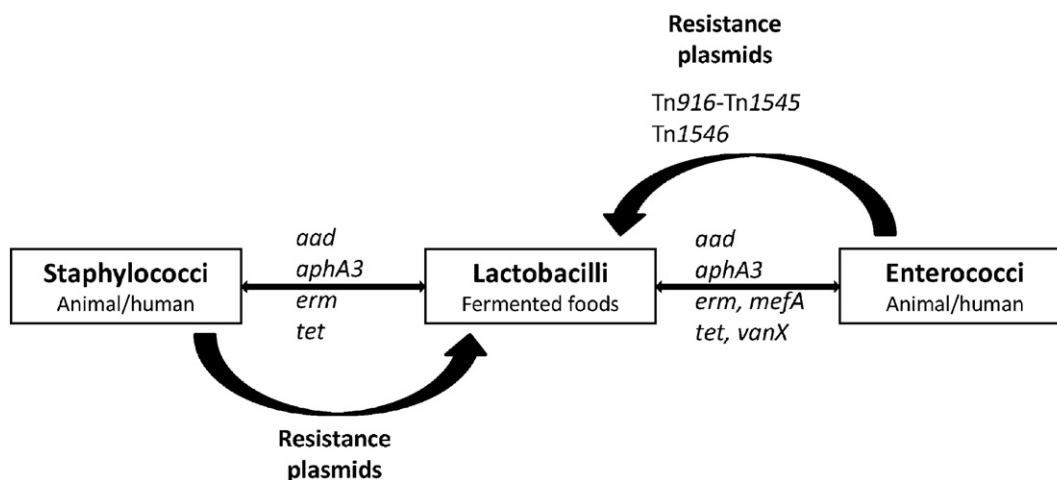 Resistance
plasmids
Tn916-Tn1545
Tn1546
Staphylococci
Animal/human
aad
aphA3
erm
tet
Lactobacilli
Fermented foods
aad
aphA3
erm, mefA
tet, vanX
Enterococci
Animal/human
Resistance
plasmids